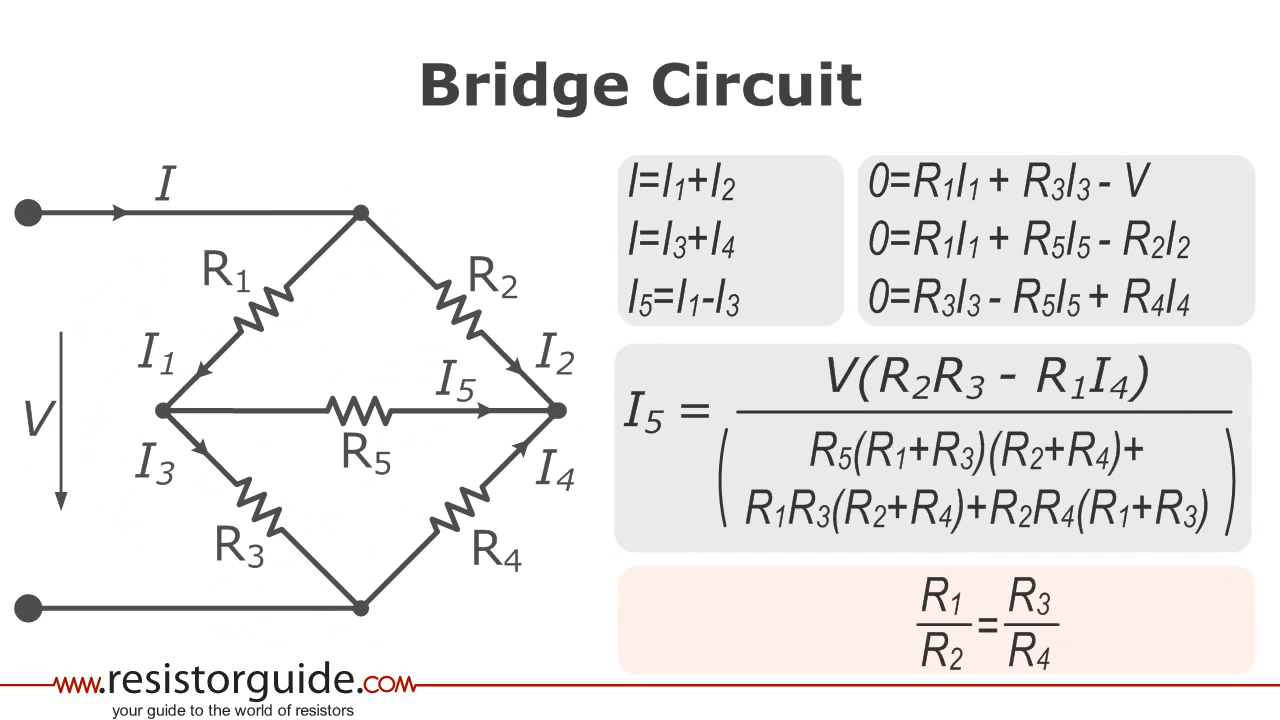 Bridge Circuit
I
R1
R2
I1
I2
V
I5
R5
I3
I4
R3
R4
I=I1+I2
I=I3+I4
I5=I1-I3
0=R1I1 + R3I3 - V
0=R1I1 + R5I5 - R2I2
0=R3I3 - R5I5 + R4I4
V(R2R3 - R1I4)
I5 =
R5(R1+R3)(R2+R4)+
R1R3(R2+R4)+R2R4(R1+R3)
R1 R3
=
R2 R4
www.resistorguide.com
your guide to the world of resistors